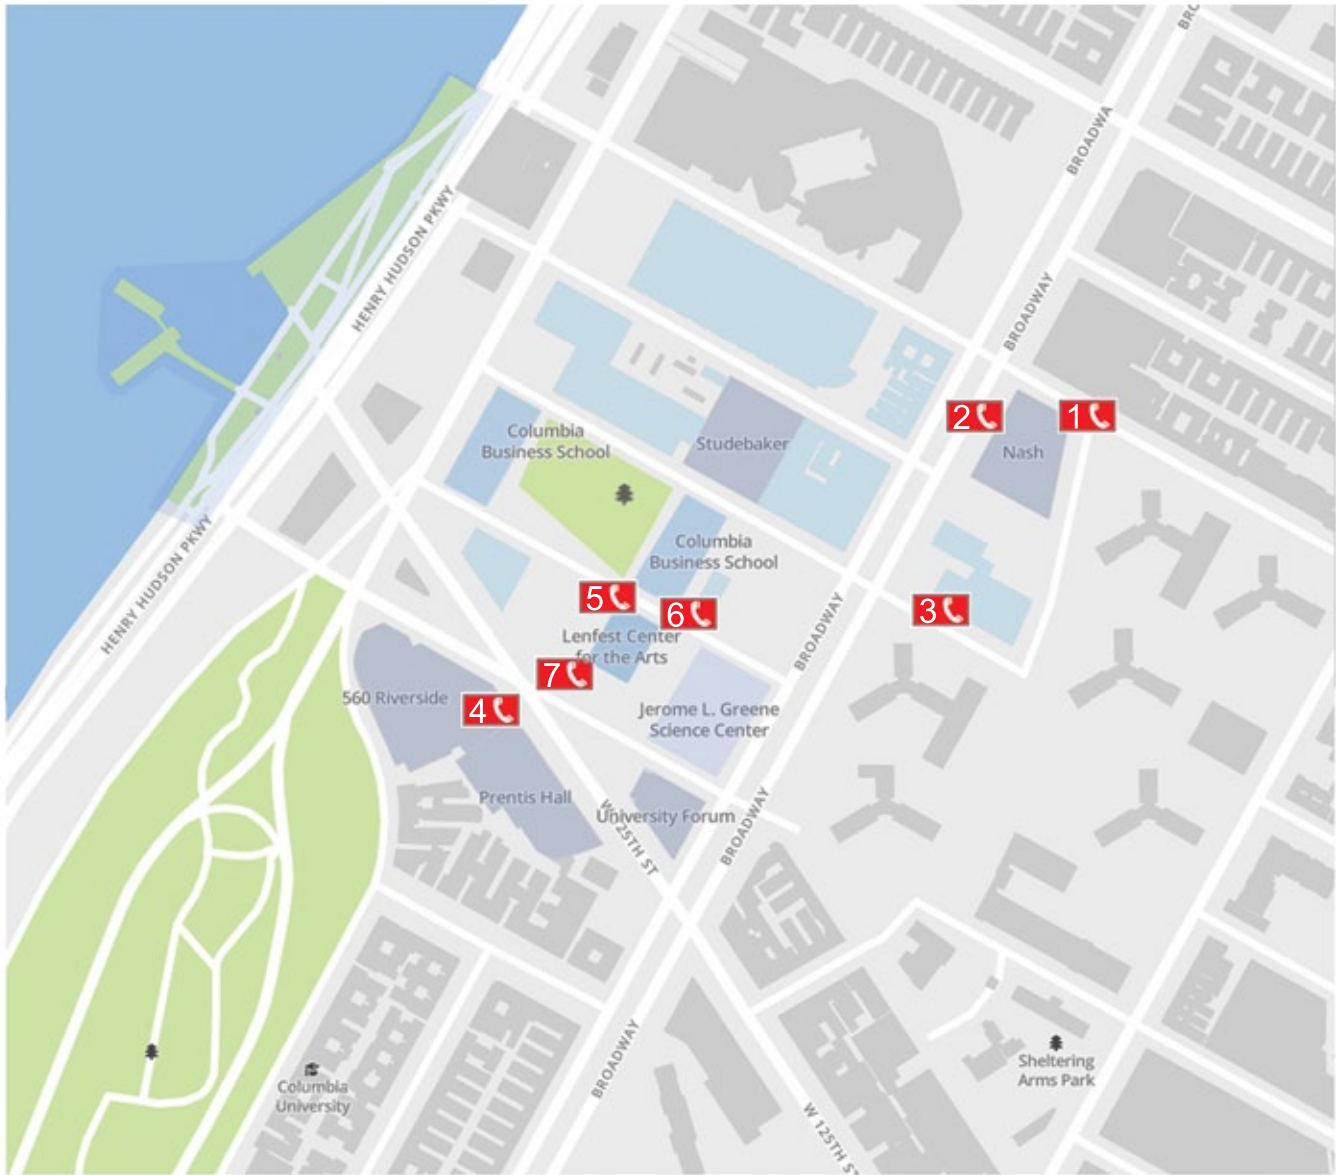 BRO
BROADWA
HENRY HUDSON PKWY
BROADWAY
2
1
Columbia
Business School
Studebaker
Nash
Columbia
Business School
HENRY HUDSON PKWY
5
6
3
BROADWAY
Lenfest Center
for the Arts
7
560 Riverside
4
Jerome L. Greene
Science Center
Prentis Hall
University Forum
W 125TH ST
BROADWAY
BROADWAY
Sheltering
Arms Park
Columbia
University
W 125TH ST